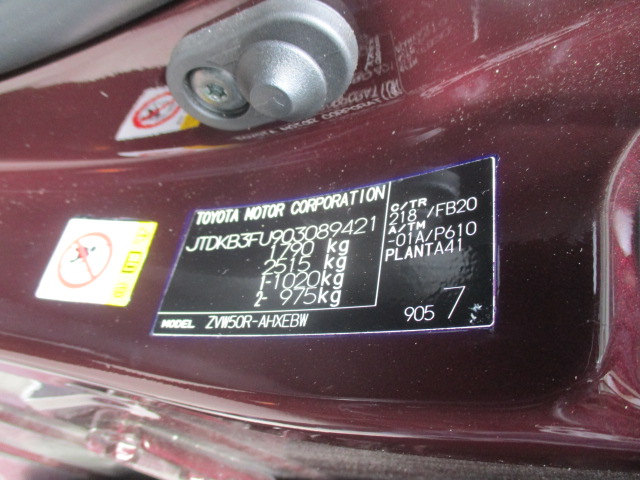 TOYOTA MOTOR CORPORATION
JTDKB3FU903089421
1790 kg
2515 kg
1-1020kg
2- 975kg
MODEL ZVW50R-AHXEBW
C/TR
218 /FB20
A/TM
-01A/P610
PLANTA41
905 7